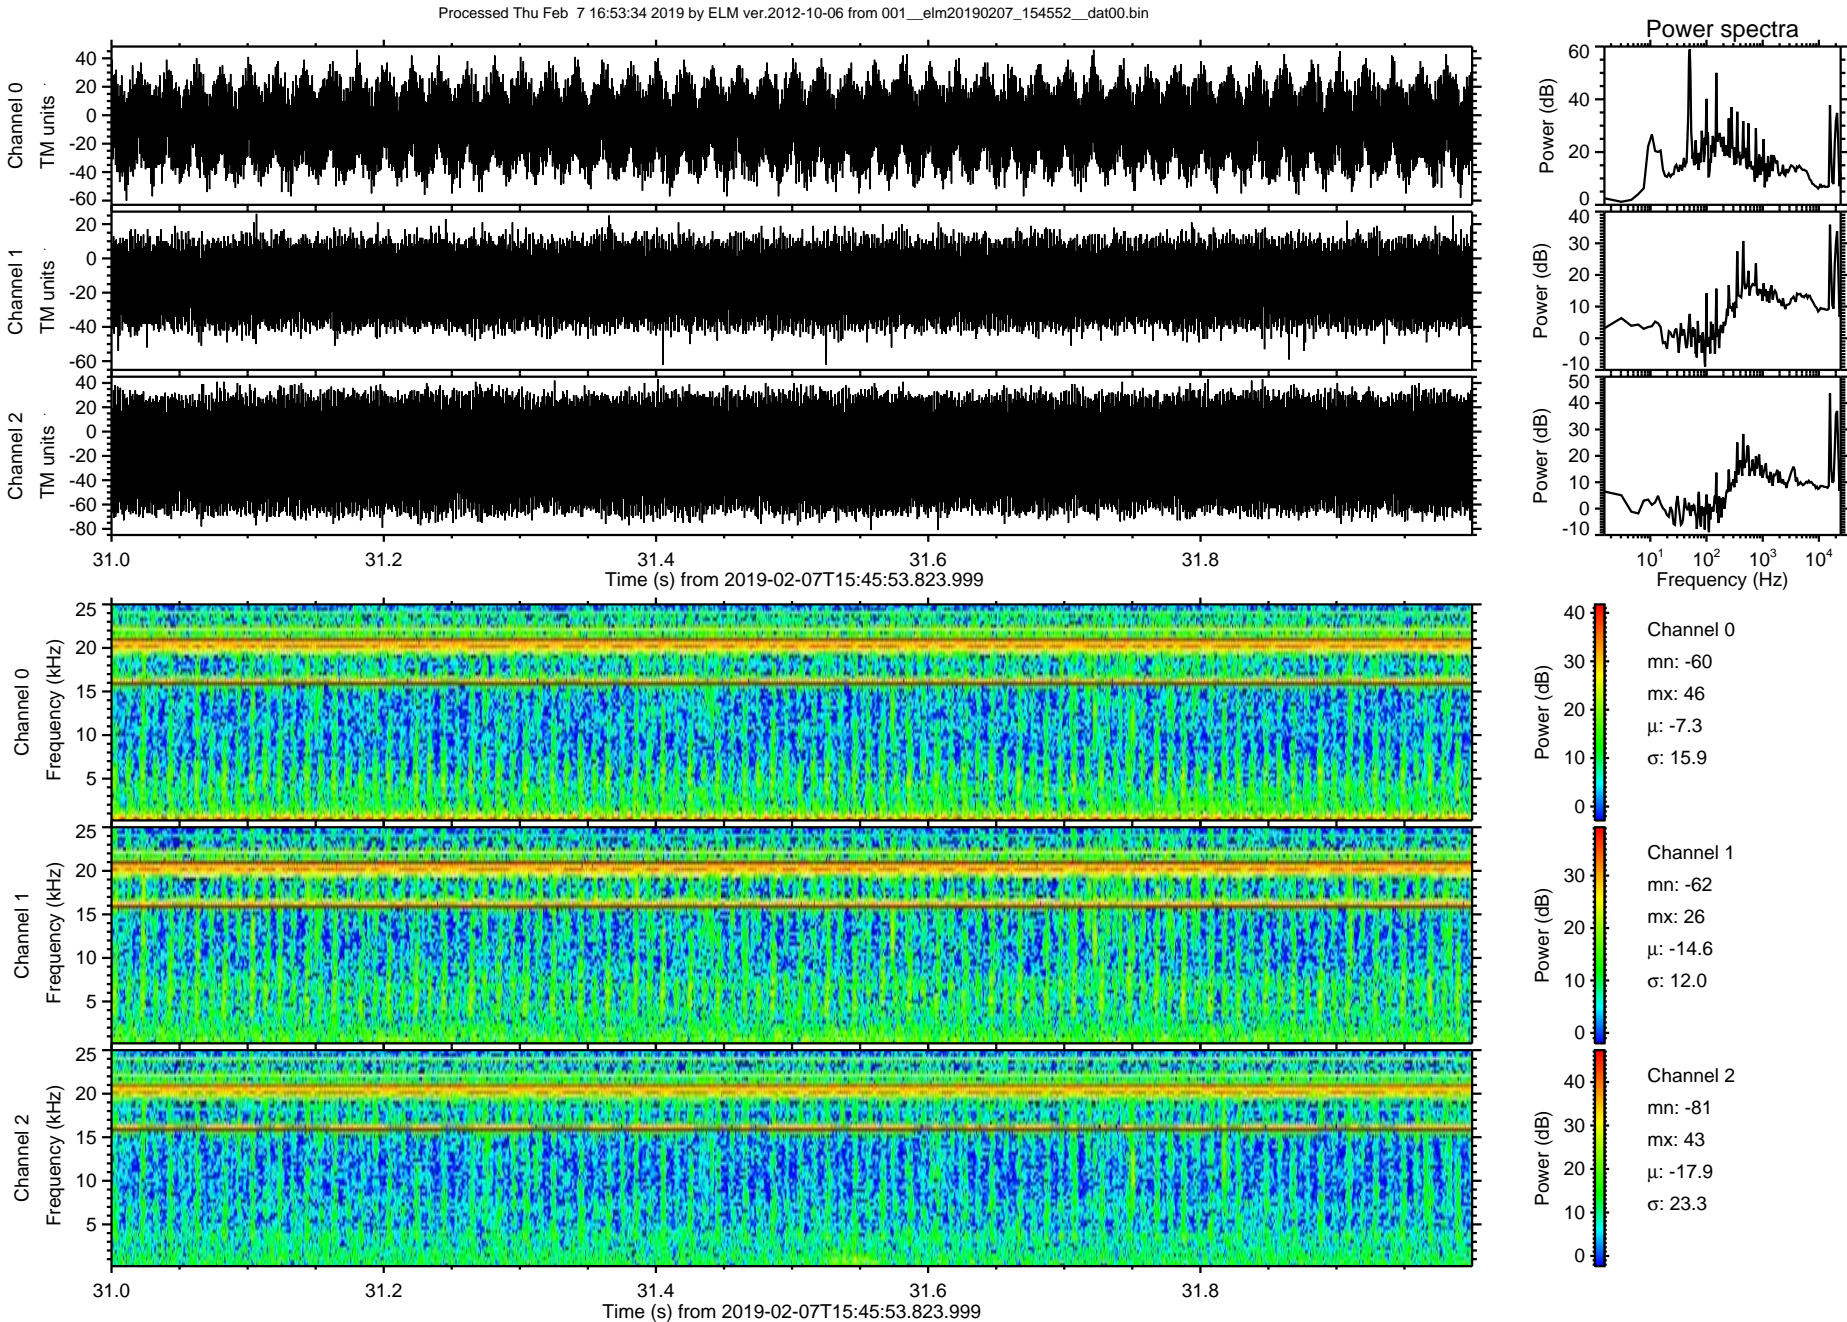 Processed Thu Feb  7 16:53:34 2019 by ELM ver.2012-10-06 from 001__elm20190207_154552__dat00.bin
Power spectra
Channel 0
TM units
40
20
0
-20
-40
-60
Power (dB)
60
40
20
0
Channel 1
TM units
20
0
-20
-40
-60
Power (dB)
40
30
20
10
0
-10
Channel 2
TM units
40
20
0
-20
-40
-60
-80
Power (dB)
50
40
30
20
10
0
-10
31.0 31.2 31.4 31.6 31.8
Time (s) from 2019-02-07T15:45:53.823.999
10^1 10^2 10^3 10^4
Frequency (Hz)
Channel 0
Frequency (kHz)
25
20
15
10
5
Power (dB)
40
30
20
10
0
Channel 0
mn: -60
mx: 46
μ: -7.3
σ: 15.9
Channel 1
Frequency (kHz)
25
20
15
10
5
Power (dB)
30
20
10
0
Channel 1
mn: -62
mx: 26
μ: -14.6
σ: 12.0
Channel 2
Frequency (kHz)
25
20
15
10
5
Power (dB)
40
30
20
10
0
Channel 2
mn: -81
mx: 43
μ: -17.9
σ: 23.3
31.0 31.2 31.4 31.6 31.8
Time (s) from 2019-02-07T15:45:53.823.999